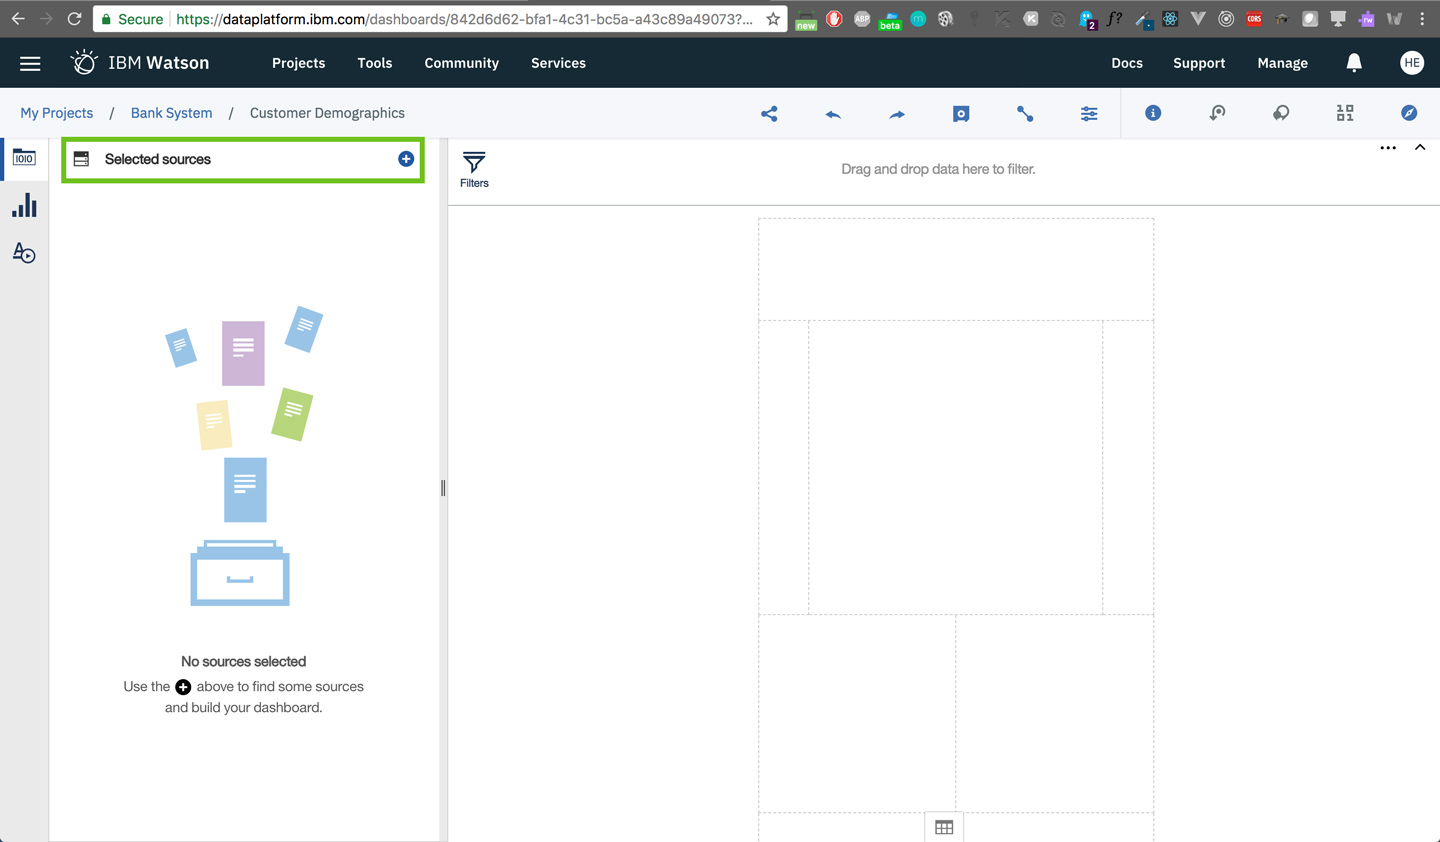 Secure https://dataplatform.ibm.com/dashboards/842d6d62-bfa1-4c31-bc5a-a43c89a49073?...
new ABP beta 2 f? CORS rw
IBM Watson Projects Tools Community Services Docs Support Manage HE
My Projects / Bank System / Customer Demographics
Selected sources
Filters
Drag and drop data here to filter.
No sources selected
Use the above to find some sources
and build your dashboard.